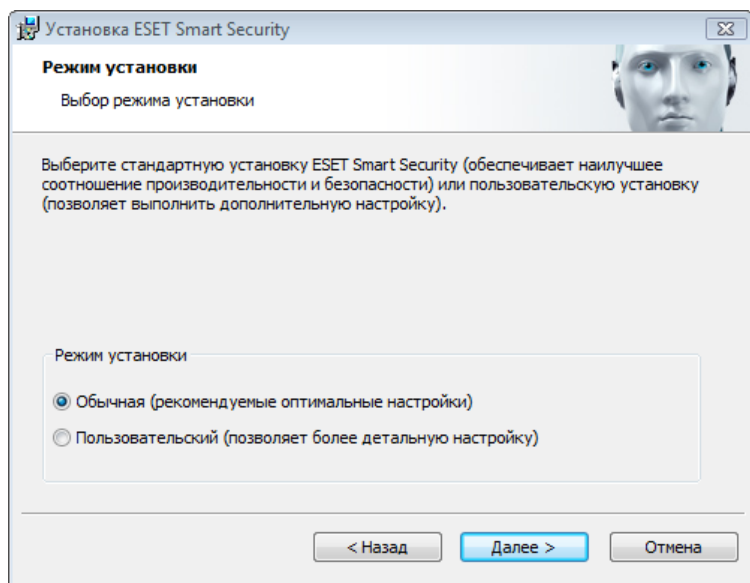 Установка ESET Smart Security
Режим установки
Выбор режима установки
Выберите стандартную установку ESET Smart Security (обеспечивает наилучшее
соотношение производительности и безопасности) или пользовательскую установку
(позволяет выполнить дополнительную настройку).
Режим установки
Обычная (рекомендуемые оптимальные настройки)
Пользовательский (позволяет более детальную настройку)
< Назад
Далее >
Отмена